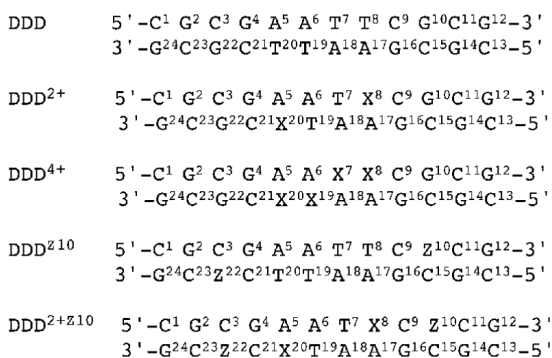 DDD 5'-C¹ G² C³ G⁴ A⁵ A⁶ T⁷ T⁸ C⁹ G¹⁰C¹¹G¹²-3'
3'-G²⁴C²³G²²C²¹T²⁰T¹⁹A¹⁸A¹⁷G¹⁶C¹⁵G¹⁴C¹³-5'
DDD²⁺ 5'-C¹ G² C³ G⁴ A⁵ A⁶ T⁷ X⁸ C⁹ G¹⁰C¹¹G¹²-3'
3'-G²⁴C²³G²²C²¹X²⁰T¹⁹A¹⁸A¹⁷G¹⁶C¹⁵G¹⁴C¹³-5'
DDD⁴⁺ 5'-C¹ G² C³ G⁴ A⁵ A⁶ X⁷ X⁸ C⁹ G¹⁰C¹¹G¹²-3'
3'-G²⁴C²³G²²C²¹X²⁰X¹⁹A¹⁸A¹⁷G¹⁶C¹⁵G¹⁴C¹³-5'
DDDᶻ¹⁰ 5'-C¹ G² C³ G⁴ A⁵ A⁶ T⁷ T⁸ C⁹ Z¹⁰C¹¹G¹²-3'
3'-G²⁴C²³Z²²C²¹T²⁰T¹⁹A¹⁸A¹⁷G¹⁶C¹⁵G¹⁴C¹³-5'
DDD²⁺ᶻ¹⁰ 5'-C¹ G² C³ G⁴ A⁵ A⁶ T⁷ X⁸ C⁹ Z¹⁰C¹¹G¹²-3'
3'-G²⁴C²³Z²²C²¹X²⁰T¹⁹A¹⁸A¹⁷G¹⁶C¹⁵G¹⁴C¹³-5'